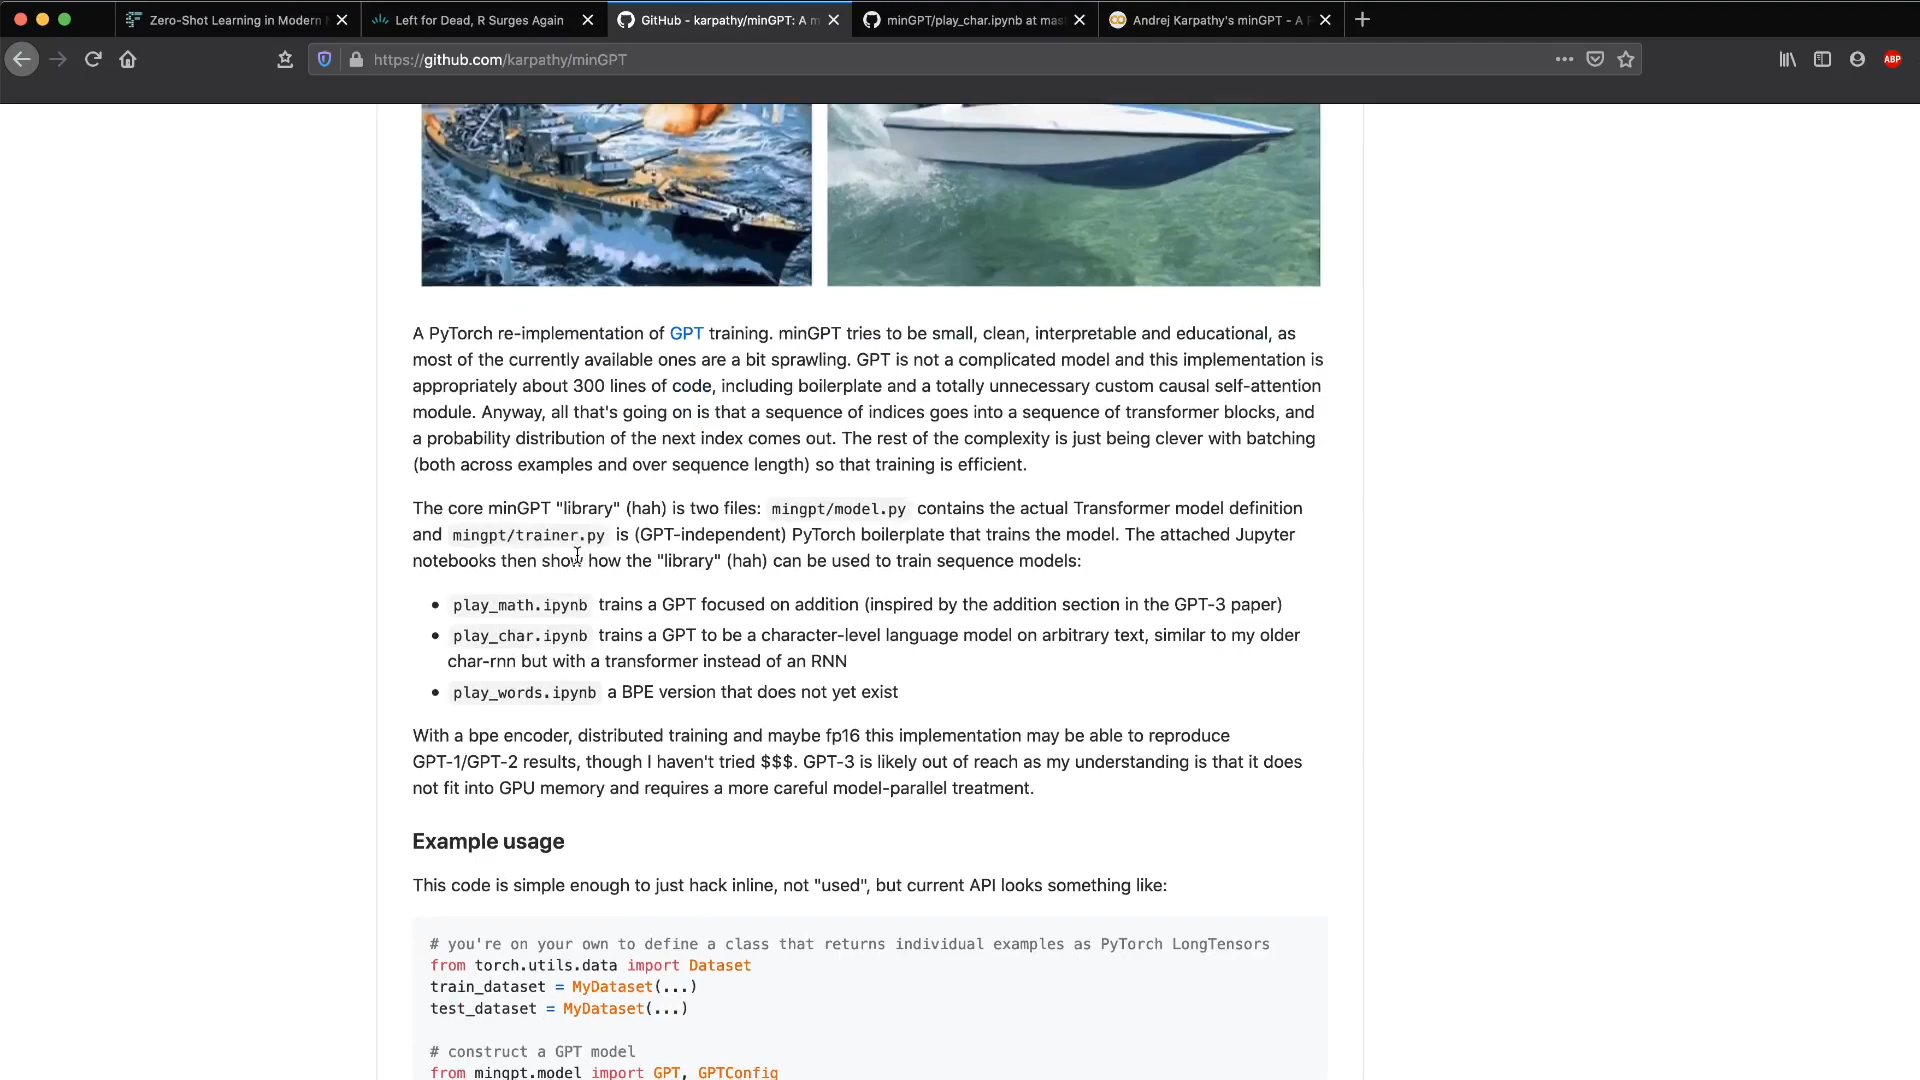 Zero-Shot Learning in Modern
Left for Dead, R Surges Again
GitHub - karpathy/minGPT: A m
minGPT/play_char.ipynb at mas
Andrej Karpathy's minGPT - A
https://github.com/karpathy/minGPT
ABP
A PyTorch re-implementation of GPT training. minGPT tries to be small, clean, interpretable and educational, as
most of the currently available ones are a bit sprawling. GPT is not a complicated model and this implementation is
appropriately about 300 lines of code, including boilerplate and a totally unnecessary custom causal self-attention
module. Anyway, all that's going on is that a sequence of indices goes into a sequence of transformer blocks, and
a probability distribution of the next index comes out. The rest of the complexity is just being clever with batching
(both across examples and over sequence length) so that training is efficient.
The core minGPT "library" (hah) is two files: mingpt/model.py contains the actual Transformer model definition
and mingpt/trainer.py is (GPT-independent) PyTorch boilerplate that trains the model. The attached Jupyter
notebooks then show how the "library" (hah) can be used to train sequence models:
• play_math.ipynb trains a GPT focused on addition (inspired by the addition section in the GPT-3 paper)
• play_char.ipynb trains a GPT to be a character-level language model on arbitrary text, similar to my older
char-rnn but with a transformer instead of an RNN
• play_words.ipynb a BPE version that does not yet exist
With a bpe encoder, distributed training and maybe fp16 this implementation may be able to reproduce
GPT-1/GPT-2 results, though I haven't tried $$$. GPT-3 is likely out of reach as my understanding is that it does
not fit into GPU memory and requires a more careful model-parallel treatment.
Example usage
This code is simple enough to just hack inline, not "used", but current API looks something like:
# you're on your own to define a class that returns individual examples as PyTorch LongTensors
from torch.utils.data import Dataset
train_dataset = MyDataset(...)
test_dataset = MyDataset(...)
# construct a GPT model
from mingpt.model import GPT, GPTConfig